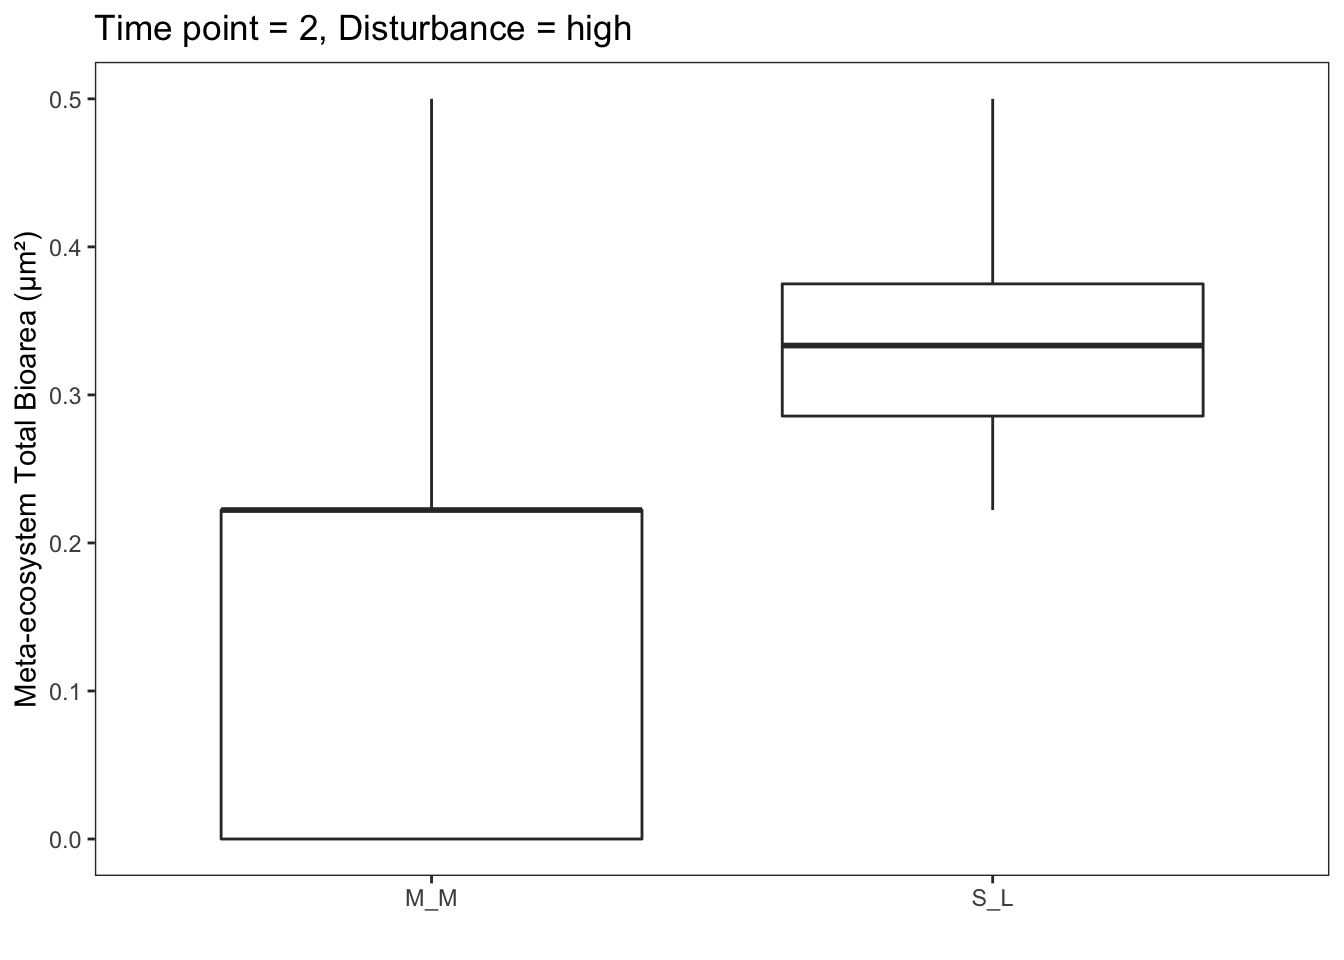 Time point = 2, Disturbance = high
Meta-ecosystem Total Bioarea (µm²)
0.5
0.4
0.3
0.2
0.1
0.0
M_M
S_L